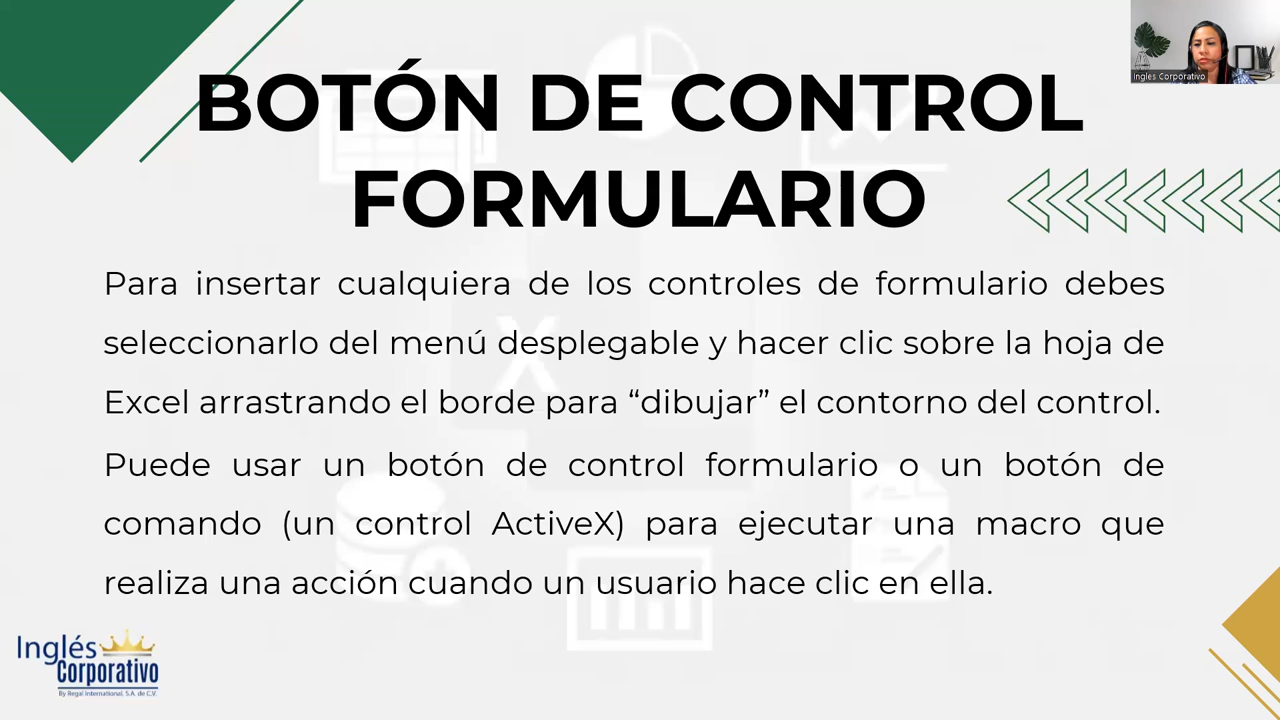 Ingles Corporativo
BOTÓN DE CONTROL
FORMULARIO
Para insertar cualquiera de los controles de formulario debes
seleccionarlo del menú desplegable y hacer clic sobre la hoja de
Excel arrastrando el borde para “dibujar” el contorno del control.
Puede usar un botón de control formulario o un botón de
comando (un control ActiveX) para ejecutar una macro que
realiza una acción cuando un usuario hace clic en ella.
Inglés
Corporativo
By Regal International, S.A. de C.V.